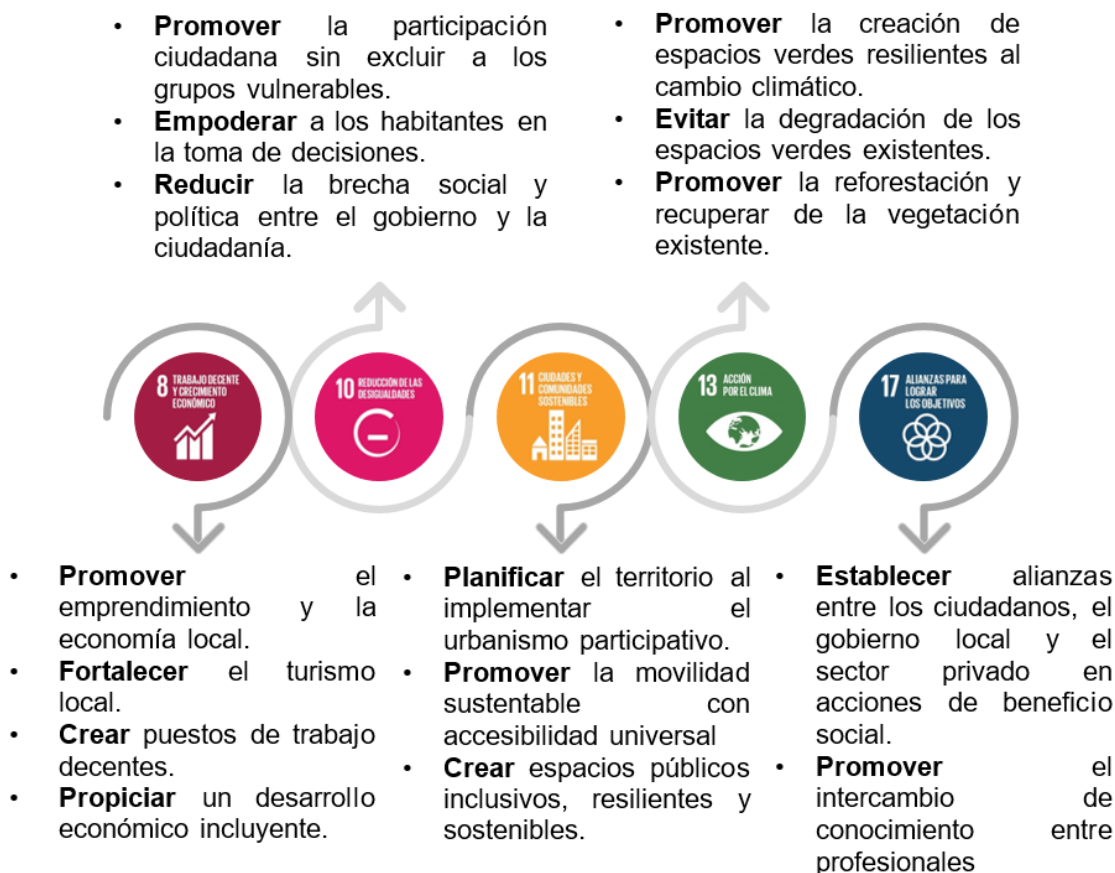 • Promover la participación
ciudadana sin excluir a los
grupos vulnerables.
• Empoderar a los habitantes en
la toma de decisiones.
• Reducir la brecha social y
política entre el gobierno y la
ciudadanía.
• Promover la creación de
espacios verdes resilientes al
cambio climático.
• Evitar la degradación de los
espacios verdes existentes.
• Promover la reforestación y
recuperar de la vegetación
existente.
8 TRABAJO DECENTE
Y CRECIMIENTO
ECONÓMICO
10 REDUCCIÓN DE LAS
DESIGUALDADES
11 CIUDADES Y
COMUNIDADES
SOSTENIBLES
13 ACCIÓN
POR EL CLIMA
17 ALIANZAS PARA
LOGRAR
LOS OBJETIVOS
• Promover el
emprendimiento y la
economía local.
• Fortalecer el turismo
local.
• Crear puestos de trabajo
decentes.
• Propiciar un desarrollo
económico incluyente.
• Planificar el territorio al
implementar el
urbanismo participativo.
• Promover la movilidad
sustentable con
accesibilidad universal
• Crear espacios públicos
inclusivos, resilientes y
sostenibles.
• Establecer alianzas
entre los ciudadanos, el
gobierno local y el
sector privado en
acciones de beneficio
social.
• Promover el
intercambio de
conocimiento entre
profesionales